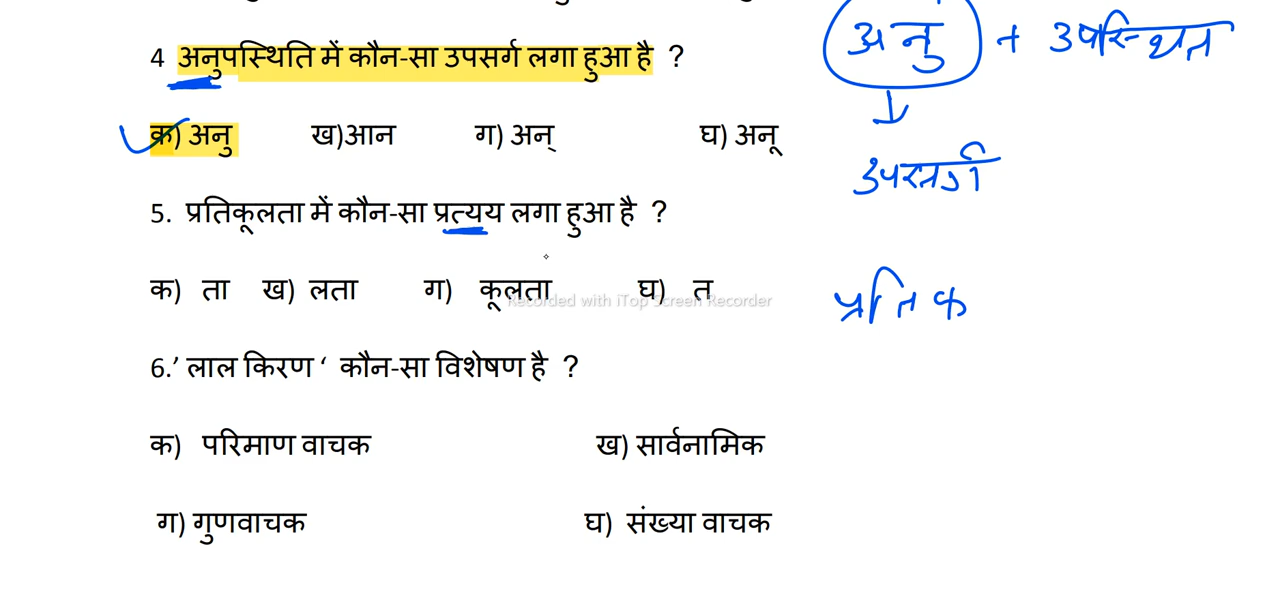 अनु + उपस्थित
4 अनुपस्थिति में कौन-सा उपसर्ग लगा हुआ है ?
क) अनु ख)आन ग) अन् घ) अनू
उपसर्ग
5. प्रतिकूलता में कौन-सा प्रत्यय लगा हुआ है ?
क) ता ख) लता ग) कूलता घ) त
Recorded with iTop Screen Recorder
प्रतिक
6.’ लाल किरण ‘ कौन-सा विशेषण है ?
क) परिमाण वाचक ख) सार्वनामिक
ग) गुणवाचक घ) संख्या वाचक